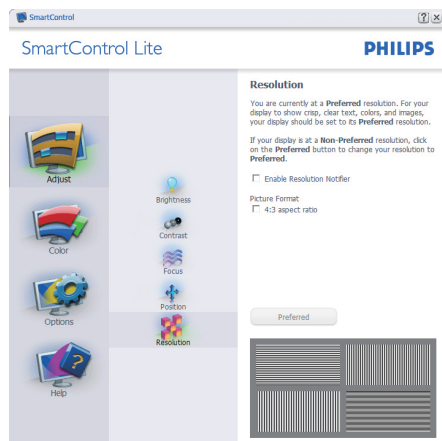 SmartControl
SmartControl Lite
PHILIPS
Adjust
Color
Options
Help
Brightness
Contrast
Focus
Position
Resolution
Resolution
You are currently at a Preferred resolution. For your
display to show crisp, clear text, colors, and images,
your display should be set to its Preferred resolution.
If your display is at a Non-Preferred resolution, click
on the Preferred button to change your resolution to
Preferred.
Enable Resolution Notifier
Picture Format
4:3 aspect ratio
Preferred